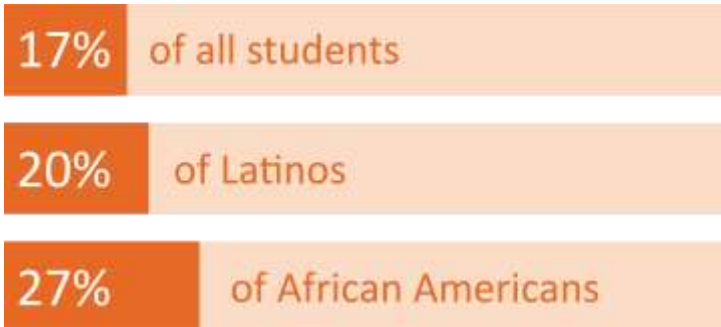 17% of all students
20% of Latinos
27% of African Americans